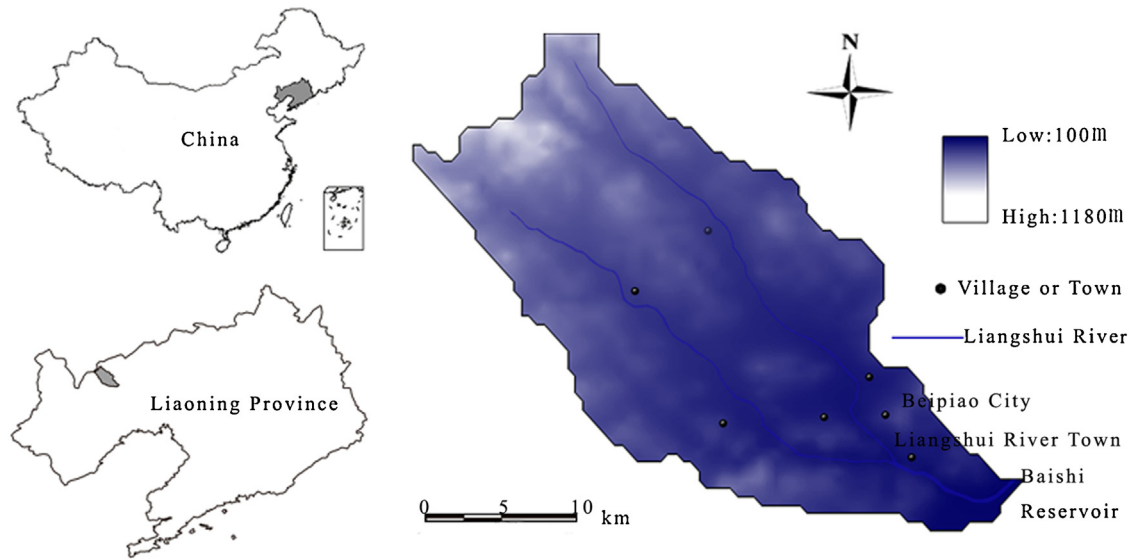 China
Liaoning Province
N
Low:100m
High:1180m
Village or Town
Liangshui River
Beipiao City
Liangshui River Town
Baishi
Reservoir
0 5 10
km